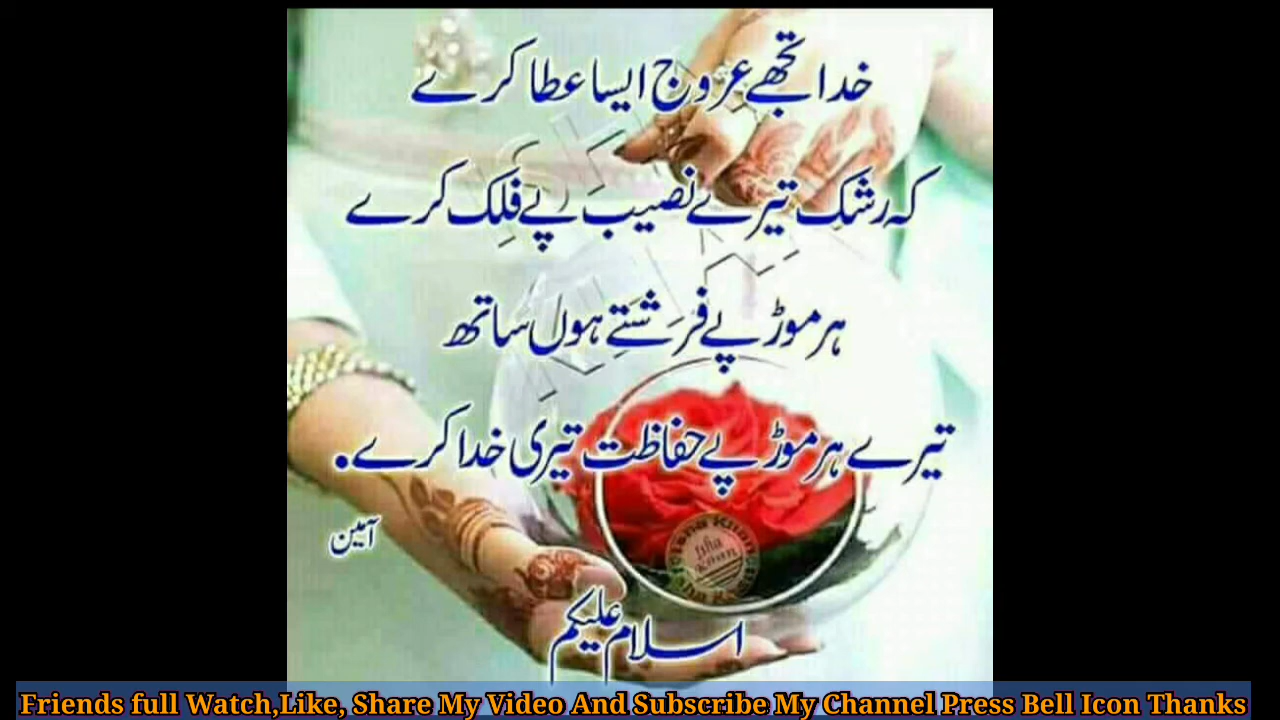 خدا تجھے عروج ایسا عطا کرے
کہ رشک تیرے نصیب پے فلک کرے
ہر موڑ پے فرشتے ہوں ساتھ
تیرے ہر موڑ پے حفاظت تیری خدا کرے۔
آمین
اسلام علیکم
Friends full Watch,Like, Share My Video And Subscribe My Channel Press Bell Icon Thanks